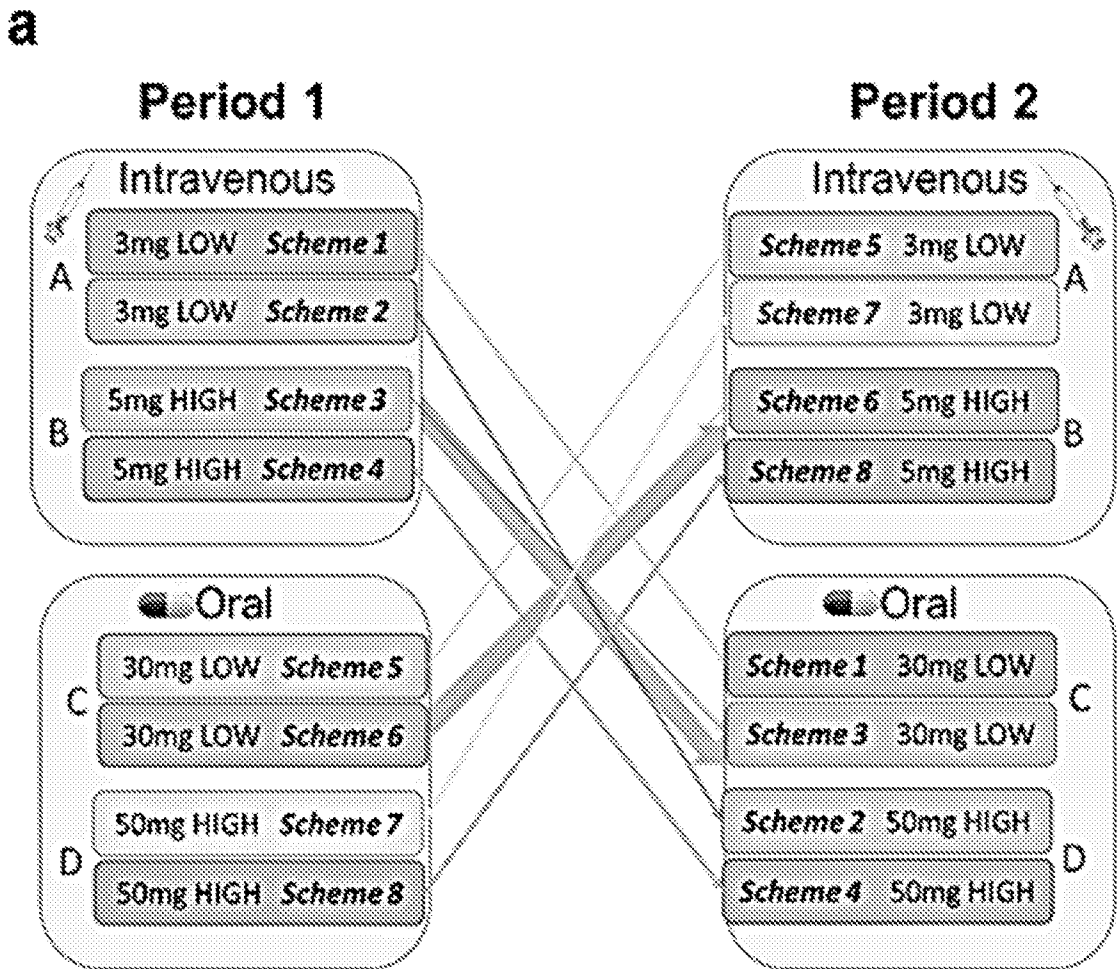 a
Period 1
Intravenous
A
3mg LOW Scheme 1
3mg LOW Scheme 2
B
5mg HIGH Scheme 3
5mg HIGH Scheme 4
Oral
C
30mg LOW Scheme 5
30mg LOW Scheme 6
D
50mg HIGH Scheme 7
50mg HIGH Scheme 8
Period 2
Intravenous
Scheme 5 3mg LOW
Scheme 7 3mg LOW
A
Scheme 6 5mg HIGH
Scheme 8 5mg HIGH
B
Oral
Scheme 1 30mg LOW
Scheme 3 30mg LOW
C
Scheme 2 50mg HIGH
Scheme 4 50mg HIGH
D